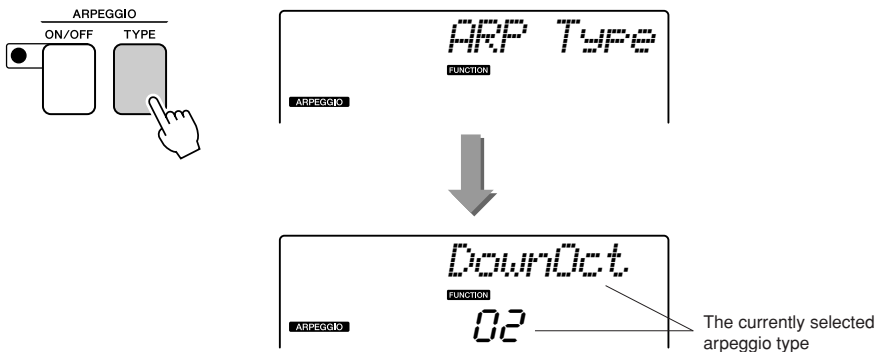 ARPEGGIO
ON/OFF TYPE
ARP Type
FUNCTION
ARPEGGIO
DownOct
FUNCTION
ARPEGGIO
02
The currently selected
arpeggio type